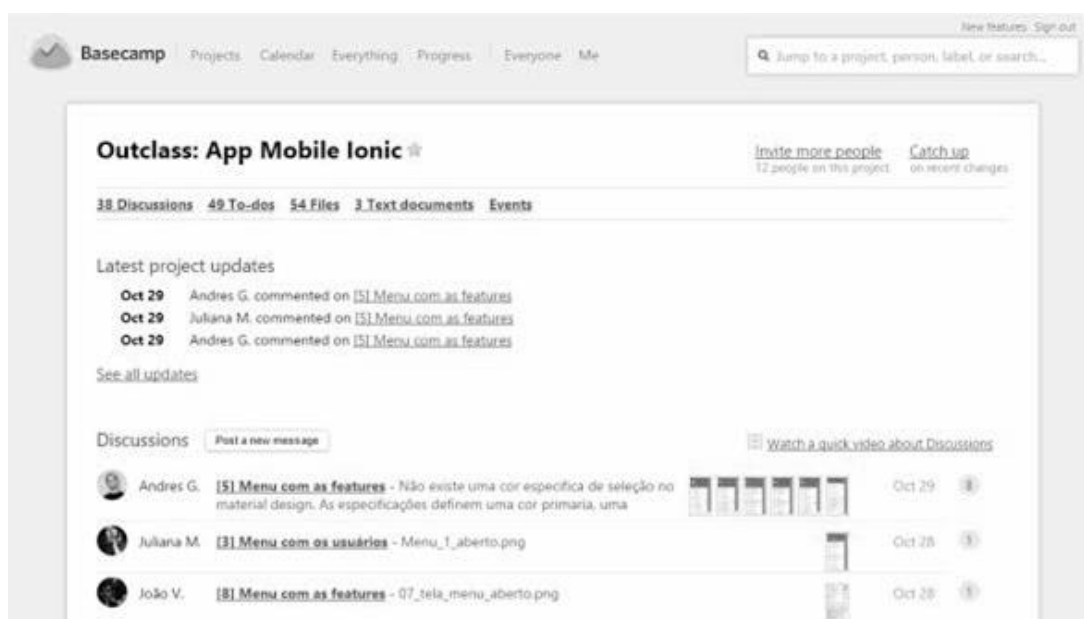 New features Sign out
Basecamp Projects Calendar Everything Progress Everyone Me
Jump to a project, person, label, or search...
Outclass: App Mobile Ionic
Invite more people Catch up
12 people on this project on recent changes
38 Discussions 49 To-dos 54 Files 3 Text documents Events
Latest project updates
Oct 29 Andres G. commented on [5] Menu com as features
Oct 29 Juliana M. commented on [5] Menu com as features
Oct 29 Andres G. commented on [5] Menu com as features
See all updates
Discussions Post a new message Watch a quick video about Discussions
Andres G. [5] Menu com as features - Não existe uma cor especifica de seleção no Oct 29 8
material design. As especificações definem uma cor primaria, uma
Juliana M. [3] Menu com os usuários - Menu_1_aberto.png Oct 28 1
João V. [8] Menu com as features - 07_tela_menu_aberto.png Oct 28 1